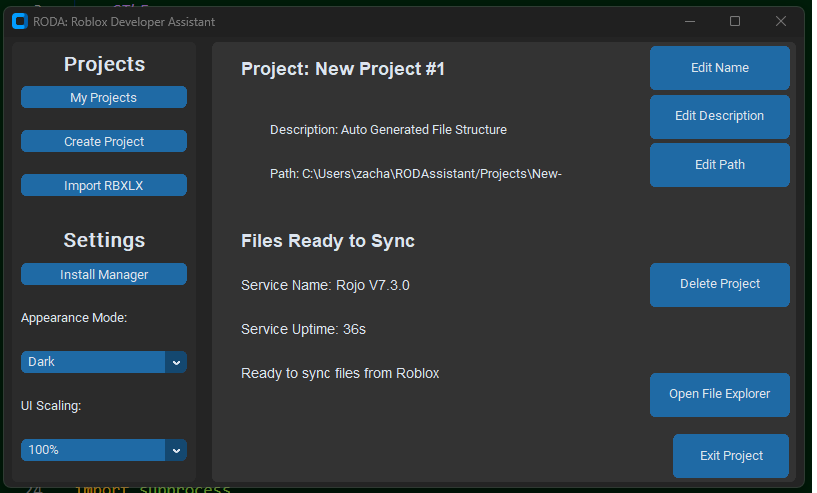 RODA: Roblox Developer Assistant
Projects
My Projects
Create Project
Import RBXLX
Settings
Install Manager
Appearance Mode:
Dark
UI Scaling:
100%
Project: New Project #1
Description: Auto Generated File Structure
Path: C:\Users\zacha\RODAssistant/Projects\New-
Files Ready to Sync
Service Name: Rojo V7.3.0
Service Uptime: 36s
Ready to sync files from Roblox
Edit Name
Edit Description
Edit Path
Delete Project
Open File Explorer
Exit Project
24 import subprocess